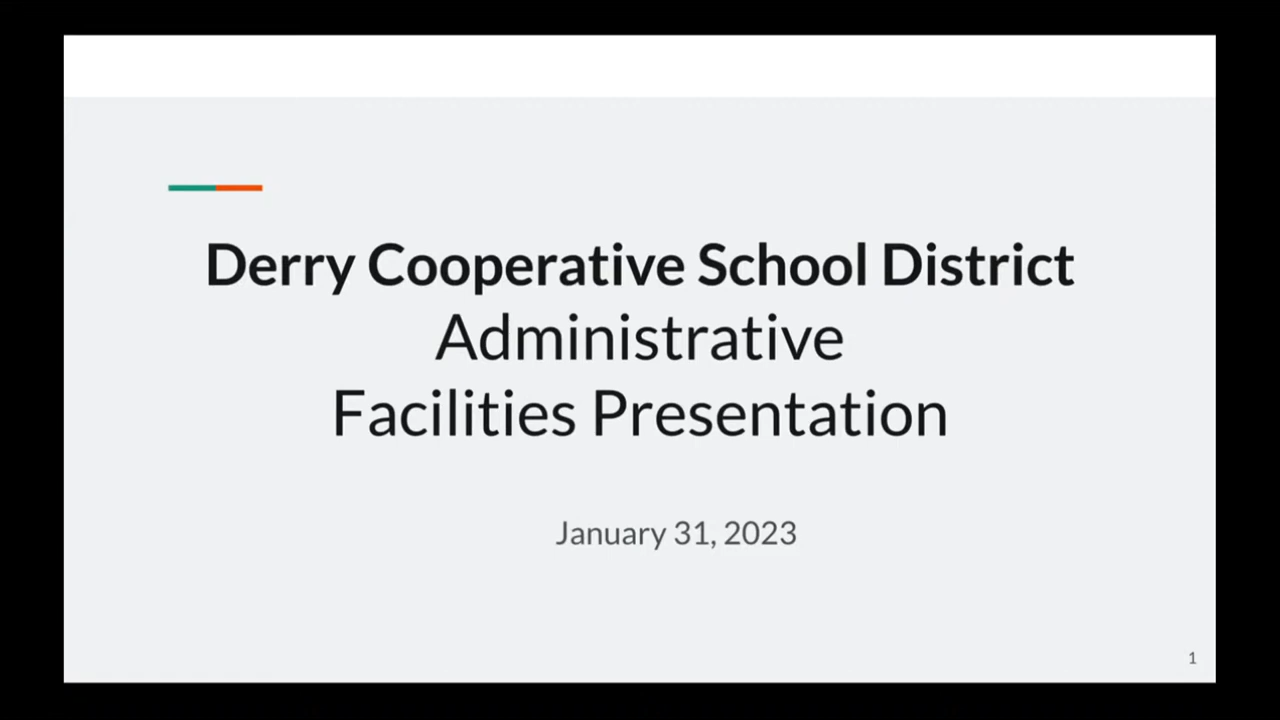 Derry Cooperative School District
Administrative
Facilities Presentation
January 31, 2023
1